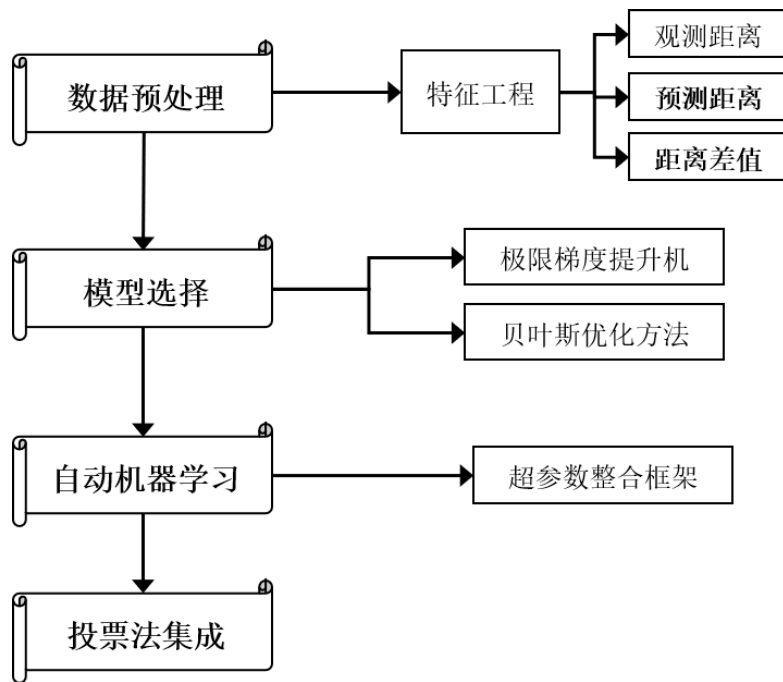 数据预处理
特征工程
观测距离
预测距离
距离差值
模型选择
极限梯度提升机
贝叶斯优化方法
自动机器学习
超参数整合框架
投票法集成